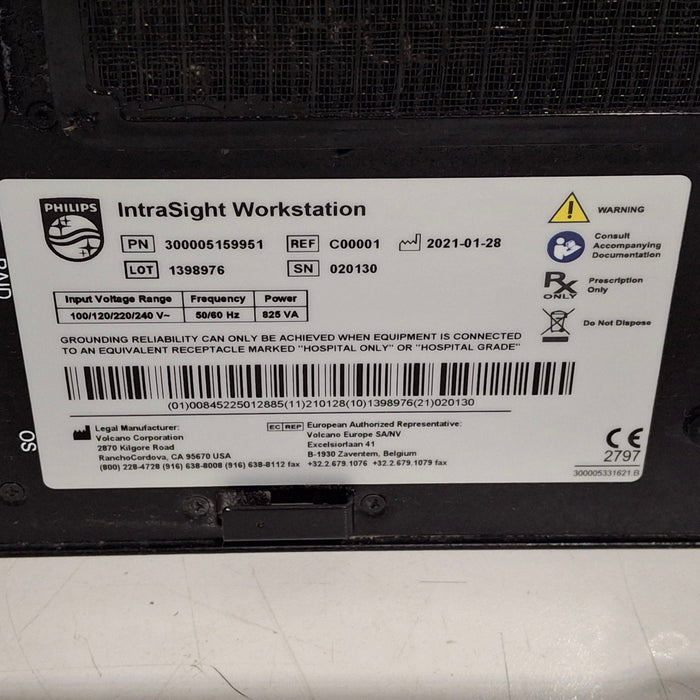 PHILIPS
IntraSight Workstation
PN 300005159951 REF C00001 2021-01-28
LOT 1398976 SN 020130
WARNING
Consult
Accompanying
Documentation
Rx
ONLY
Prescription
Only
Do Not Dispose
Input Voltage Range Frequency Power
100/120/220/240 V~ 50/60 Hz 825 VA
GROUNDING RELIABILITY CAN ONLY BE ACHIEVED WHEN EQUIPMENT IS CONNECTED
TO AN EQUIVALENT RECEPTACLE MARKED "HOSPITAL ONLY" OR "HOSPITAL GRADE"
(01)00845225012885(11)210128(10)1398976(21)020130
Legal Manufacturer:
Volcano Corporation
2870 Kilgore Road
RanchoCordova, CA 95670 USA
(800) 228-4728 (916) 638-8008 (916) 638-8112 fax
EC REP European Authorized Representative:
Volcano Europe SA/NV
Excelsiorlaan 41
B-1930 Zaventem, Belgium
+32.2.679.1076 +32.2.679.1079 fax
CE
2797
300005331621.B
RAID
OS